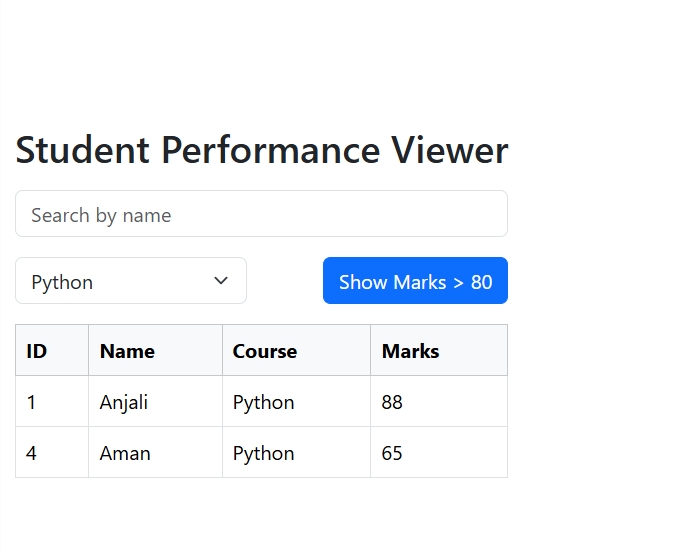 Student Performance Viewer
Search by name
Python
Show Marks > 80
ID Name Course Marks
1 Anjali Python 88
4 Aman Python 65